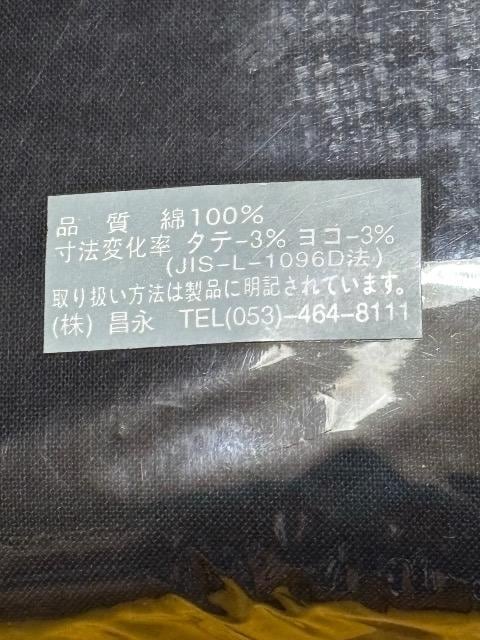 品 質 綿100%
寸法変化率 タテ-3% ヨコ-3%
(JIS-L-1096D法)
取り扱い方法は製品に明記されています。
(株) 昌永 TEL(053)-464-8111